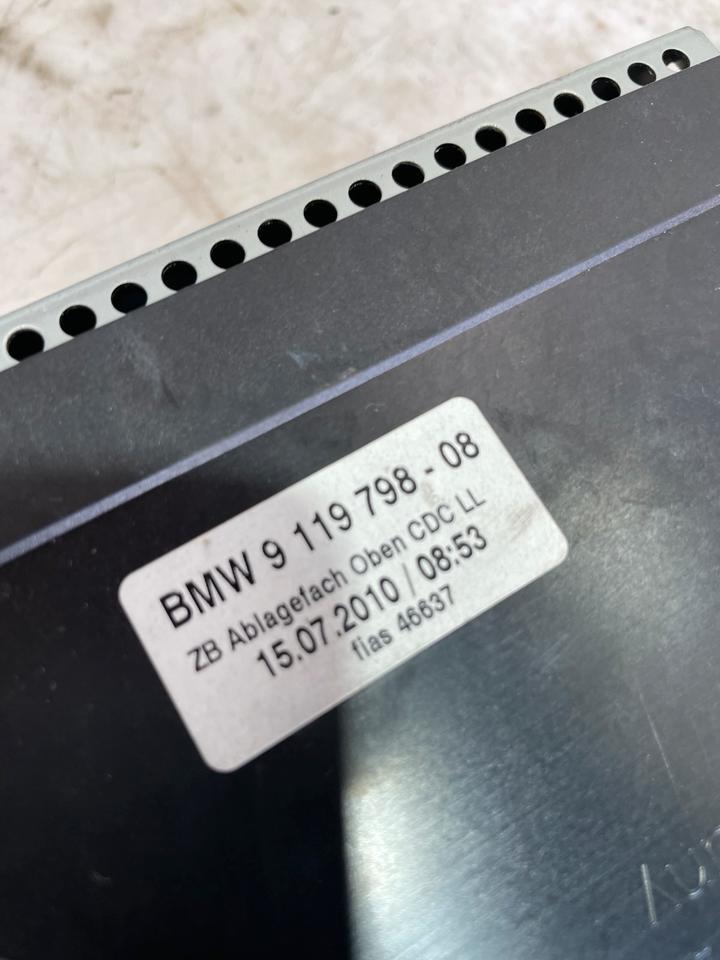 BMW 9 119 798 - 08
ZB Ablagefach Oben CDC LL
15.07.2010 / 08:53
fias 46637